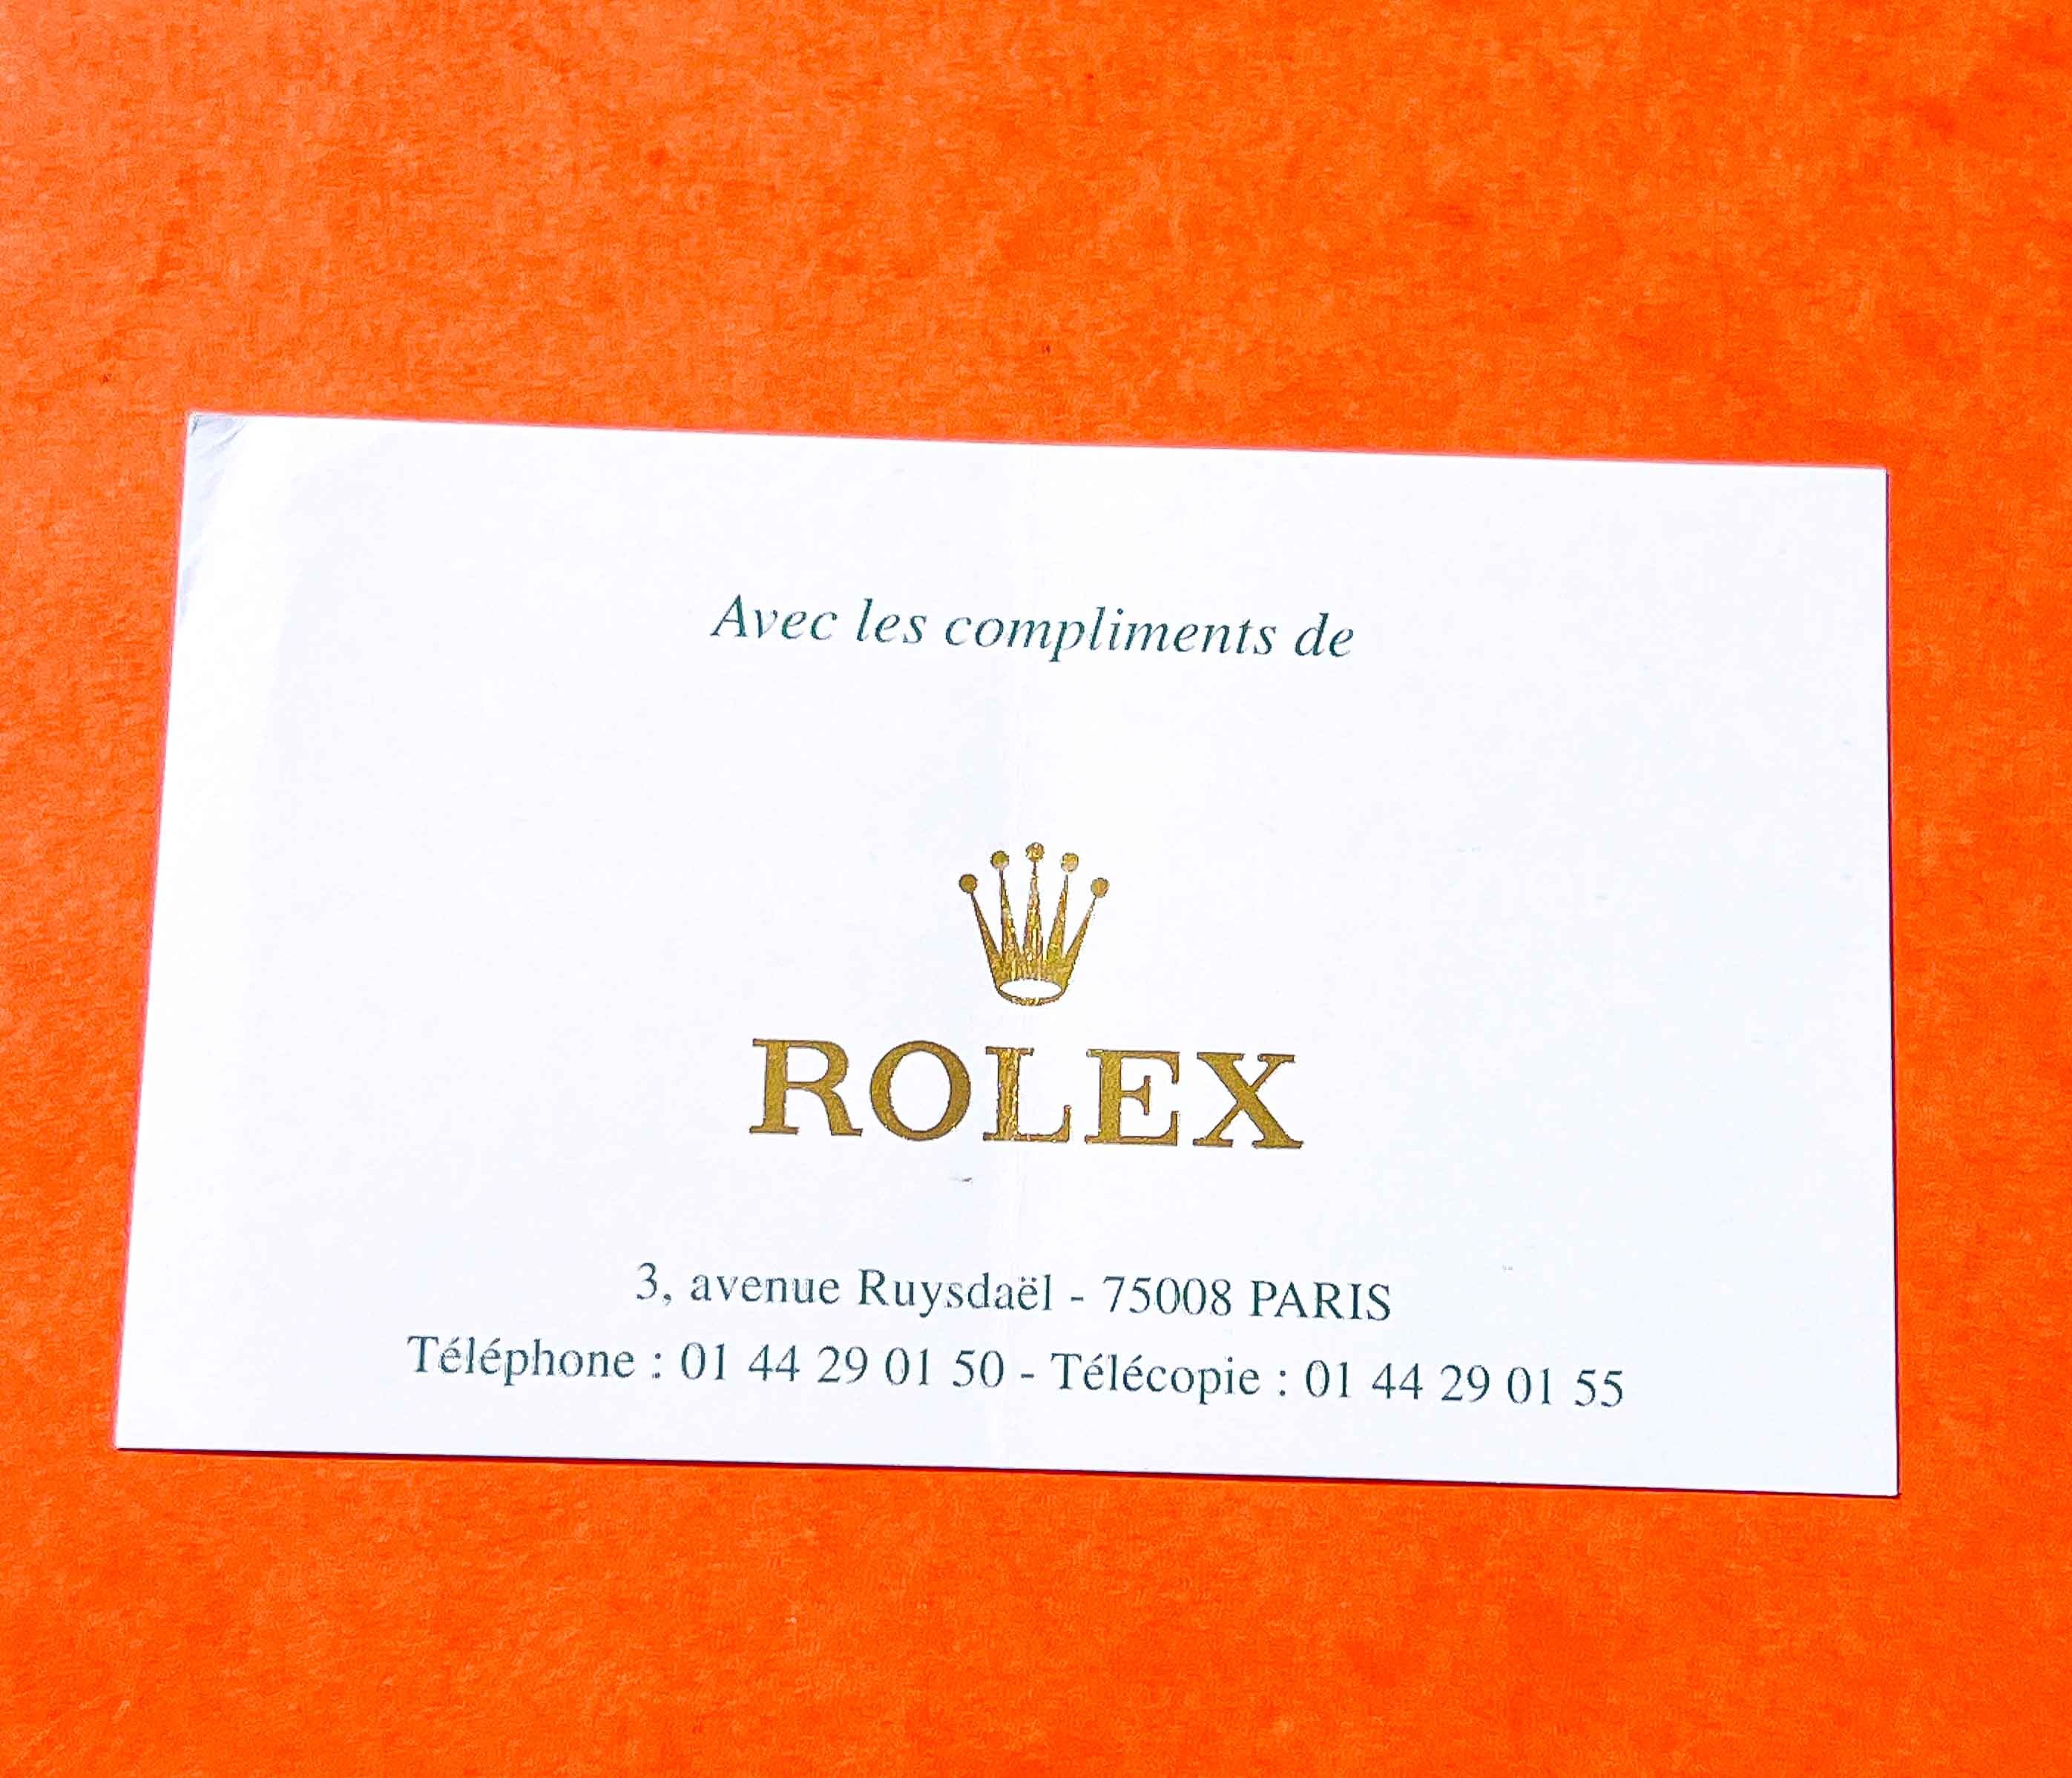 Avec les compliments de
ROLEX
3, avenue Ruysdaël - 75008 PARIS
Téléphone : 01 44 29 01 50 - Télécopie : 01 44 29 01 55